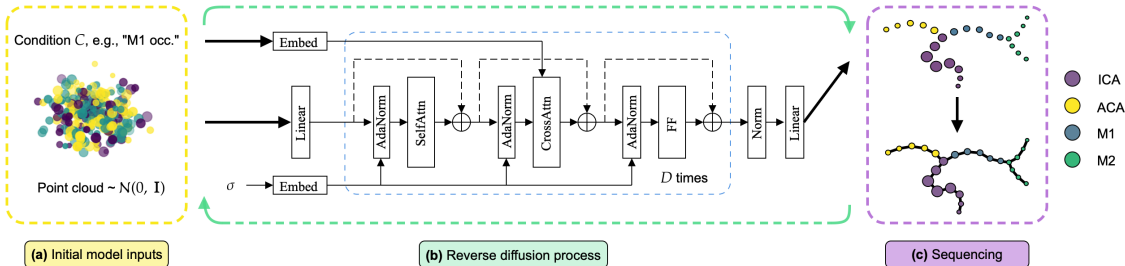 Condition C, e.g., "M1 occ."
Point cloud ~ N(0, I)
(a) Initial model inputs
Embed
Linear
AdaNorm
SelfAttn
AdaNorm
CrossAttn
AdaNorm
FF
Norm
Linear
σ
Embed
D times
(b) Reverse diffusion process
ICA
ACA
M1
M2
(c) Sequencing